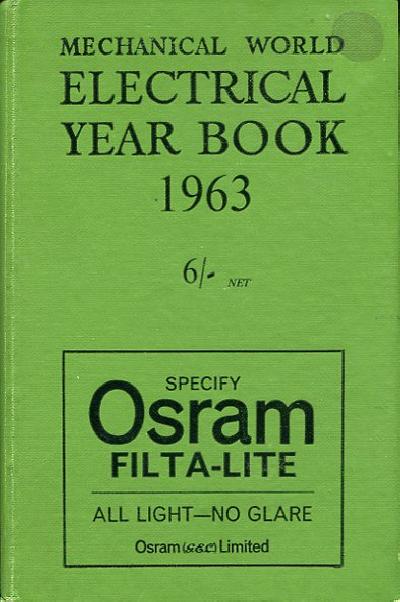 MECHANICAL WORLD
ELECTRICAL
YEAR BOOK
1963
6/- NET
SPECIFY
Osram
FILTA-LITE
ALL LIGHT—NO GLARE
Osram (G.E.C.) Limited